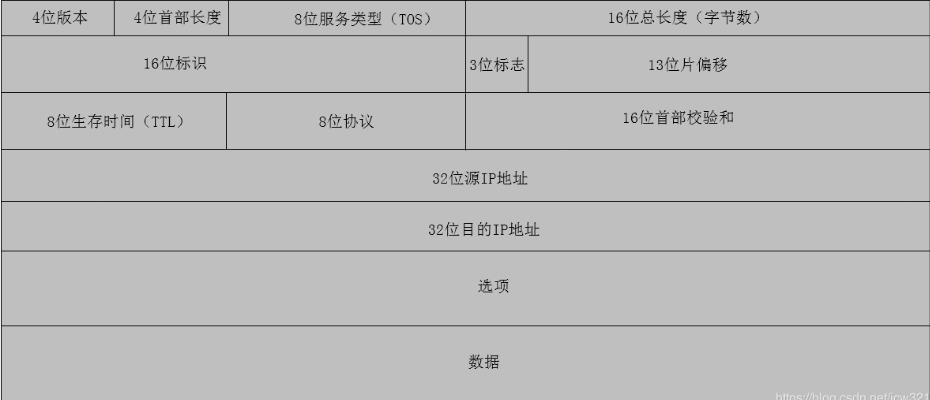 4位版本 4位首部长度 8位服务类型（TOS） 16位总长度（字节数）
16位标识 3位标志 13位片偏移
8位生存时间（TTL） 8位协议 16位首部校验和
32位源IP地址
32位目的IP地址
选项
数据
https://blog.csdn.net/jcw321